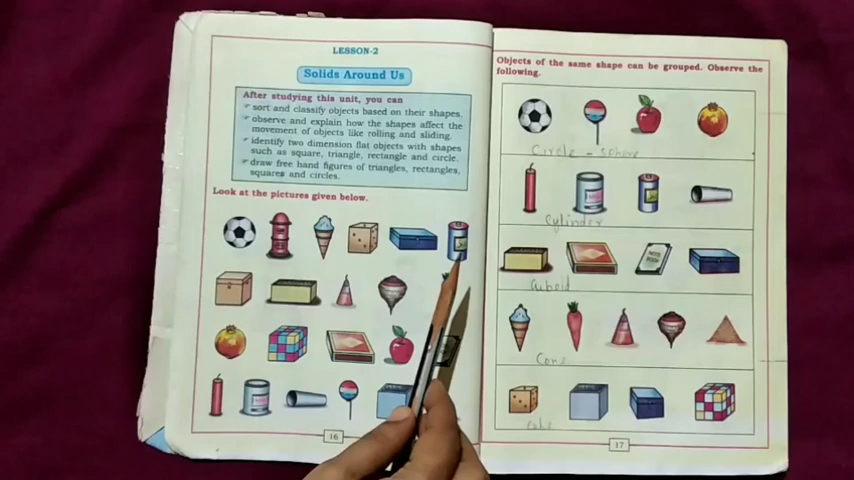 LESSON-2
Solids Around Us
After studying this unit, you can
sort and classify objects based on their shapes.
observe and explain how the shapes affect the
movement of objects like rolling and sliding.
identify two dimension flat objects with shapes
such as square, triangle, rectangle and circle.
draw free hand figures of triangles, rectangles,
squares and circles.
Look at the pictures given below.
16
Objects of the same shape can be grouped. Observe the
following.
Circle - sphere
Cylinder
Cuboid
NOTE
BOOK
Cone
Cube
17